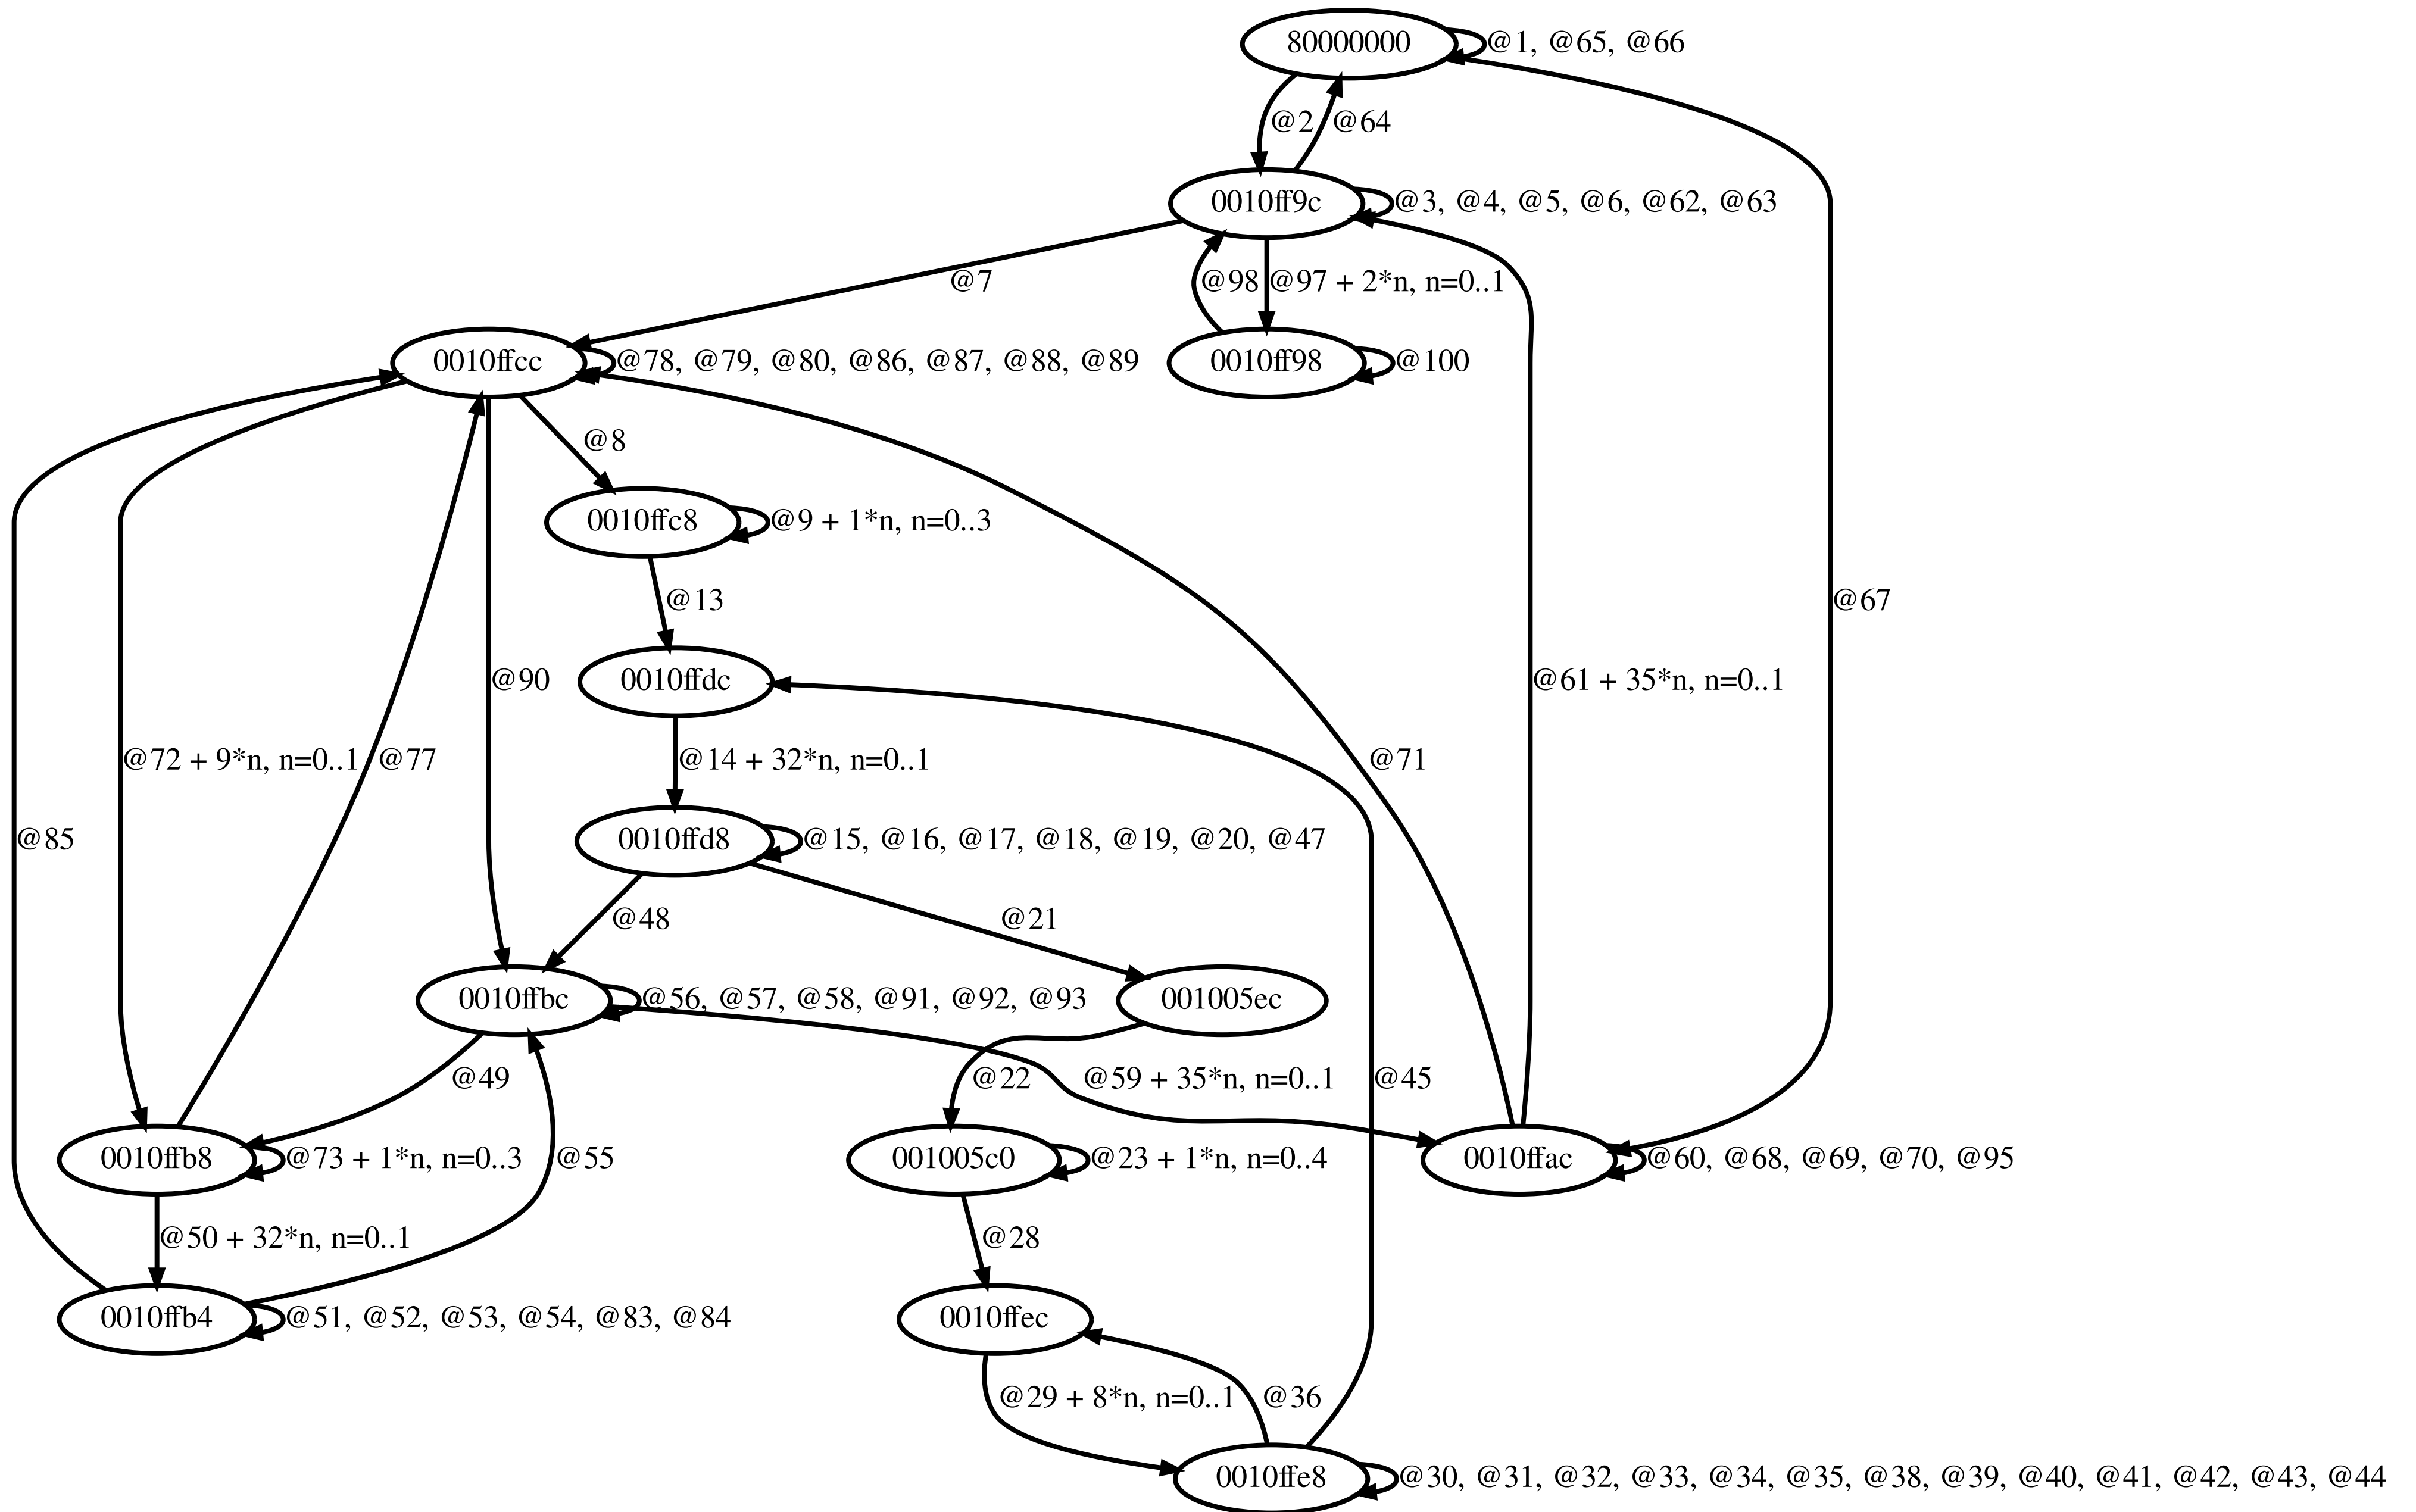 80000000
@1, @65, @66
@2
@64
0010ff9c
@3, @4, @5, @6, @62, @63
@7
@98
@97 + 2*n, n=0..1
0010ffcc
@78, @79, @80, @86, @87, @88, @89
0010ff98
@100
@8
0010ffc8
@9 + 1*n, n=0..3
@13
@67
0010ffdc
@90
@61 + 35*n, n=0..1
@72 + 9*n, n=0..1
@77
@14 + 32*n, n=0..1
@71
@85
0010ffd8
@15, @16, @17, @18, @19, @20, @47
@48
@21
0010ffbc
@56, @57, @58, @91, @92, @93
001005ec
@49
@22
@59 + 35*n, n=0..1
@45
0010ffb8
@73 + 1*n, n=0..3
@55
001005c0
@23 + 1*n, n=0..4
0010ffac
@60, @68, @69, @70, @95
@50 + 32*n, n=0..1
@28
0010ffb4
@51, @52, @53, @54, @83, @84
0010ffec
@29 + 8*n, n=0..1
@36
0010ffe8
@30, @31, @32, @33, @34, @35, @38, @39, @40, @41, @42, @43, @44